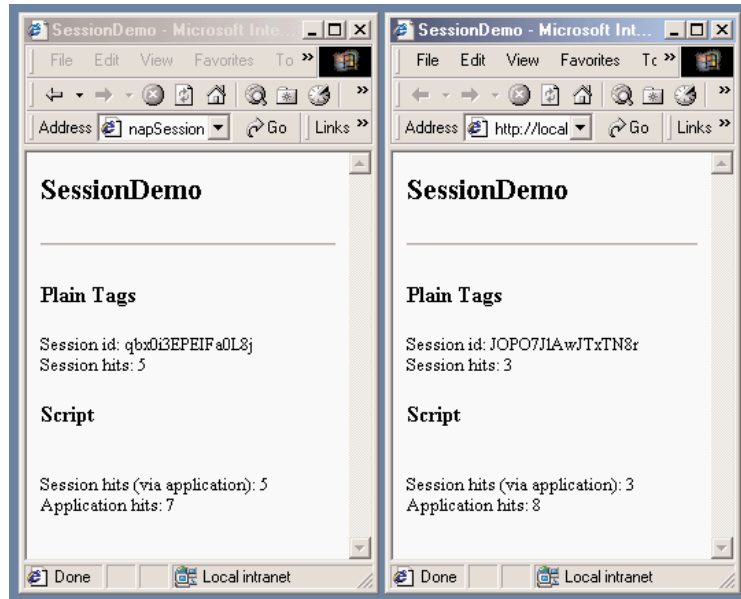 SessionDemo - Microsoft Inte...
File Edit View Favorites To »
»
Address napSession Go Links »
SessionDemo
Plain Tags
Session id: qbx0i3EPEIFa0L8j
Session hits: 5
Script
Session hits (via application): 5
Application hits: 7
Done Local intranet
SessionDemo - Microsoft Int...
File Edit View Favorites Tc »
»
Address http://local Go Links »
SessionDemo
Plain Tags
Session id: JOPO7J1AwJTxTN8r
Session hits: 3
Script
Session hits (via application): 3
Application hits: 8
Done Local intranet